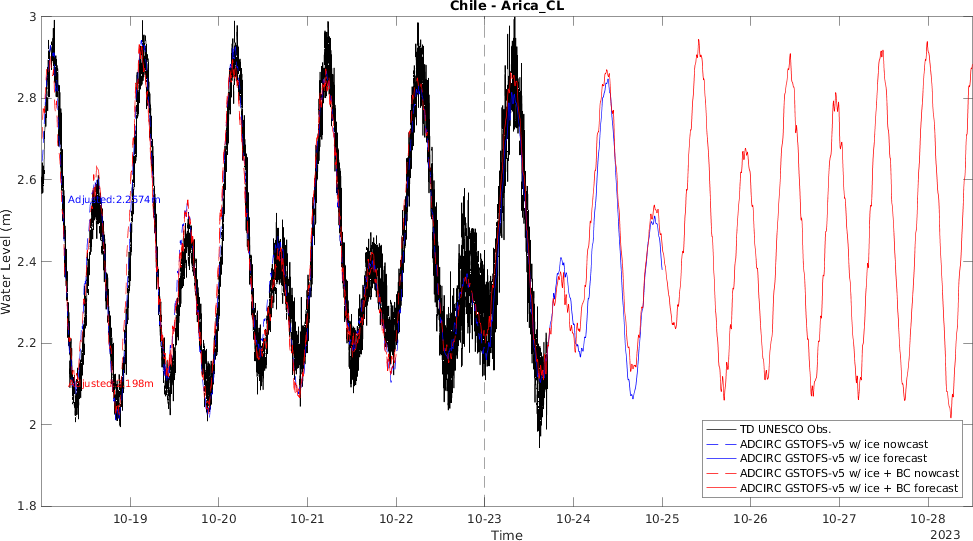 Chile - Arica_CL
Water Level (m)
3
2.8
2.6
2.4
2.2
2
1.8
Adjusted:2.2574m
10-19
10-20
10-21
10-22
10-23
10-24
10-25
10-26
10-27
10-28
Time
2023
TD UNESCO Obs.
ADCIRC GSTOFS-v5 w/ ice nowcast
ADCIRC GSTOFS-v5 w/ ice forecast
ADCIRC GSTOFS-v5 w/ ice + BC nowcast
ADCIRC GSTOFS-v5 w/ ice + BC forecast